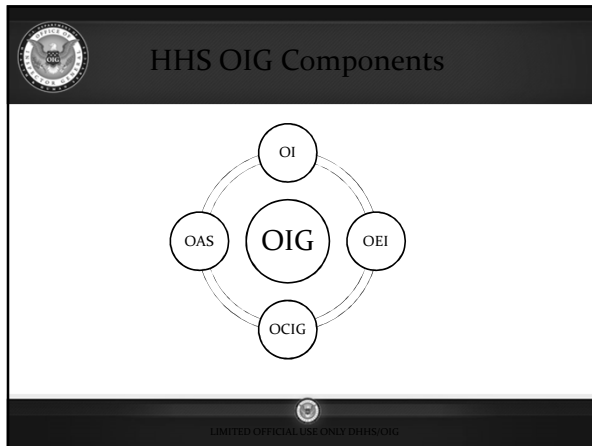 HHS OIG Components
OI
OAS
OIG
OEI
OCIG
LIMITED OFFICIAL USE ONLY DHHS/OIG